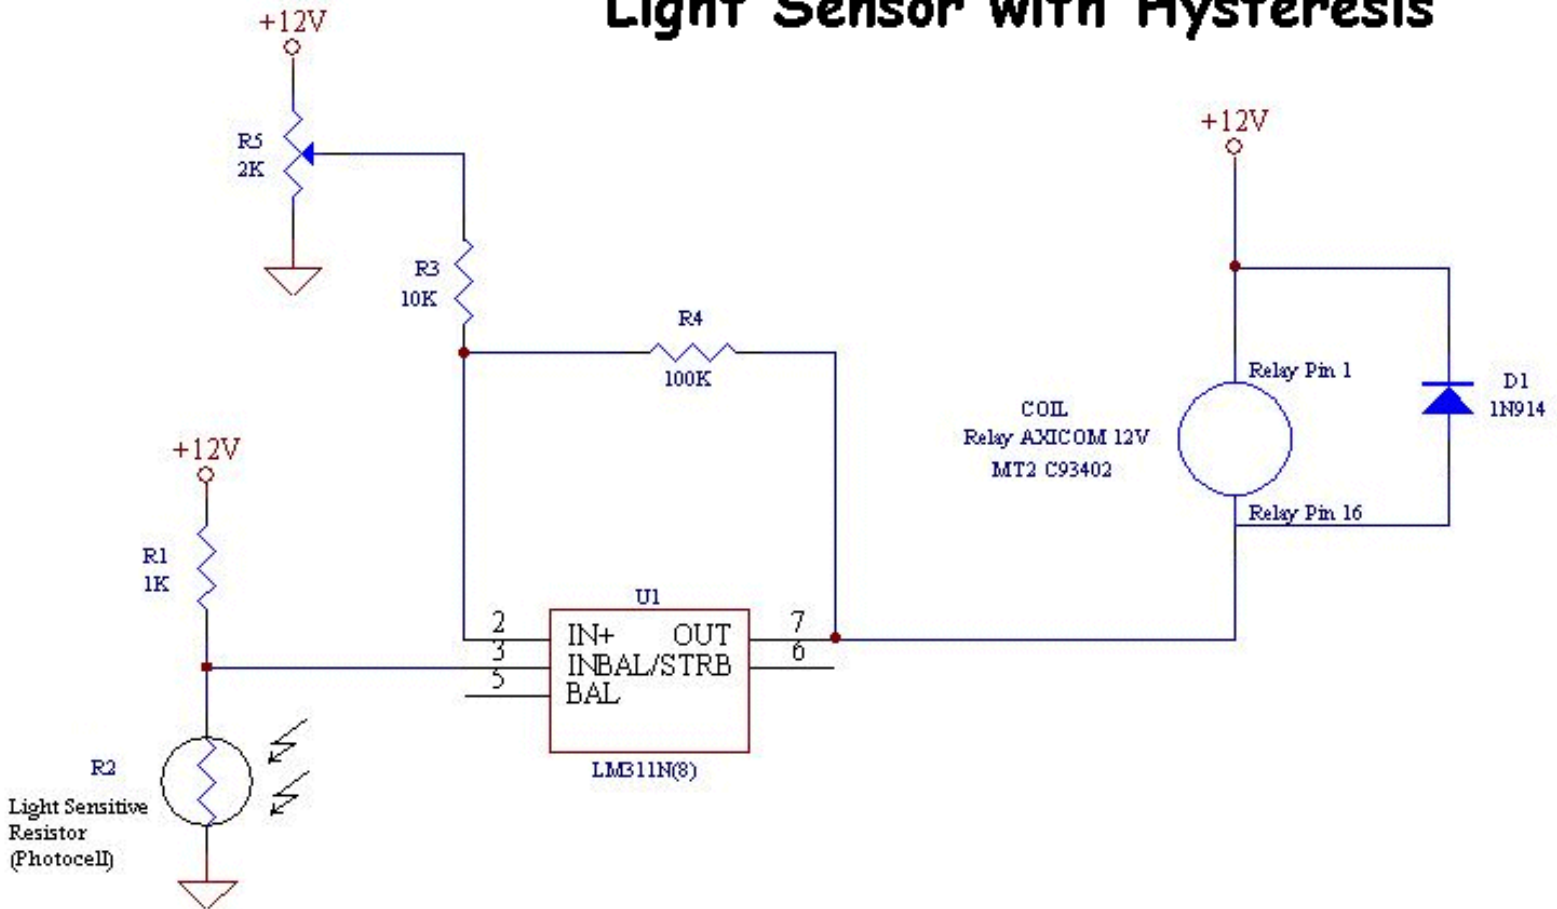 Light Sensor with Hysteresis
+12V
R5
2K
R3
10K
R4
100K
+12V
Relay Pin 1
COIL
Relay AXICOM 12V
MT2 C93402
D1
1N914
Relay Pin 16
+12V
R1
1K
U1
2
IN+
OUT
7
3
INBAL/STRB
6
5
BAL
LM311N(8)
R2
Light Sensitive
Resistor
(Photocell)